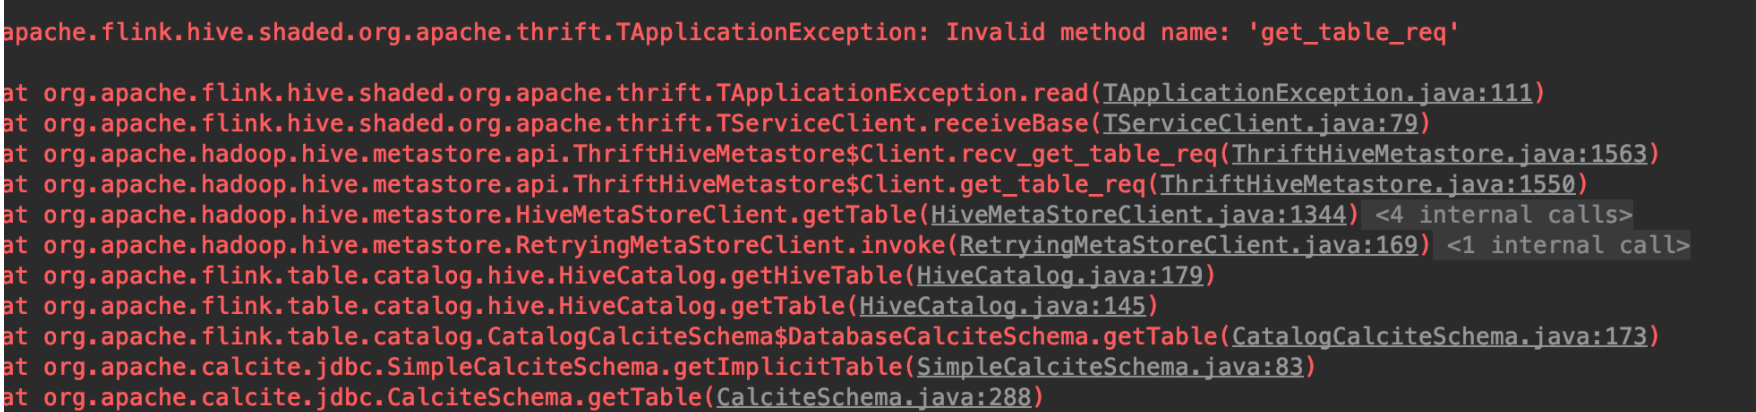 apache.flink.hive.shaded.org.apache.thrift.TApplicationException: Invalid method name: 'get_table_req'
at org.apache.flink.hive.shaded.org.apache.thrift.TApplicationException.read(TApplicationException.java:111)
at org.apache.flink.hive.shaded.org.apache.thrift.TServiceClient.receiveBase(TServiceClient.java:79)
at org.apache.hadoop.hive.metastore.api.ThriftHiveMetastore$Client.recv_get_table_req(ThriftHiveMetastore.java:1563)
at org.apache.hadoop.hive.metastore.api.ThriftHiveMetastore$Client.get_table_req(ThriftHiveMetastore.java:1550)
at org.apache.hadoop.hive.metastore.HiveMetaStoreClient.getTable(HiveMetaStoreClient.java:1344) <4 internal calls>
at org.apache.hadoop.hive.metastore.RetryingMetaStoreClient.invoke(RetryingMetaStoreClient.java:169) <1 internal call>
at org.apache.flink.table.catalog.hive.HiveCatalog.getHiveTable(HiveCatalog.java:179)
at org.apache.flink.table.catalog.hive.HiveCatalog.getTable(HiveCatalog.java:145)
at org.apache.flink.table.catalog.CatalogCalciteSchema$DatabaseCalciteSchema.getTable(CatalogCalciteSchema.java:173)
at org.apache.calcite.jdbc.SimpleCalciteSchema.getImplicitTable(SimpleCalciteSchema.java:83)
at org.apache.calcite.jdbc.CalciteSchema.getTable(CalciteSchema.java:288)